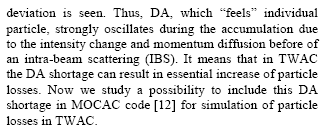 deviation is seen. Thus, DA, which “feels” individual
particle, strongly oscillates during the accumulation due
to the intensity change and momentum diffusion before of
an intra-beam scattering (IBS). It means that in TWAC
the DA shortage can result in essential increase of particle
losses. Now we study a possibility to include this DA
shortage in MOCAC code [12] for simulation of particle
losses in TWAC.